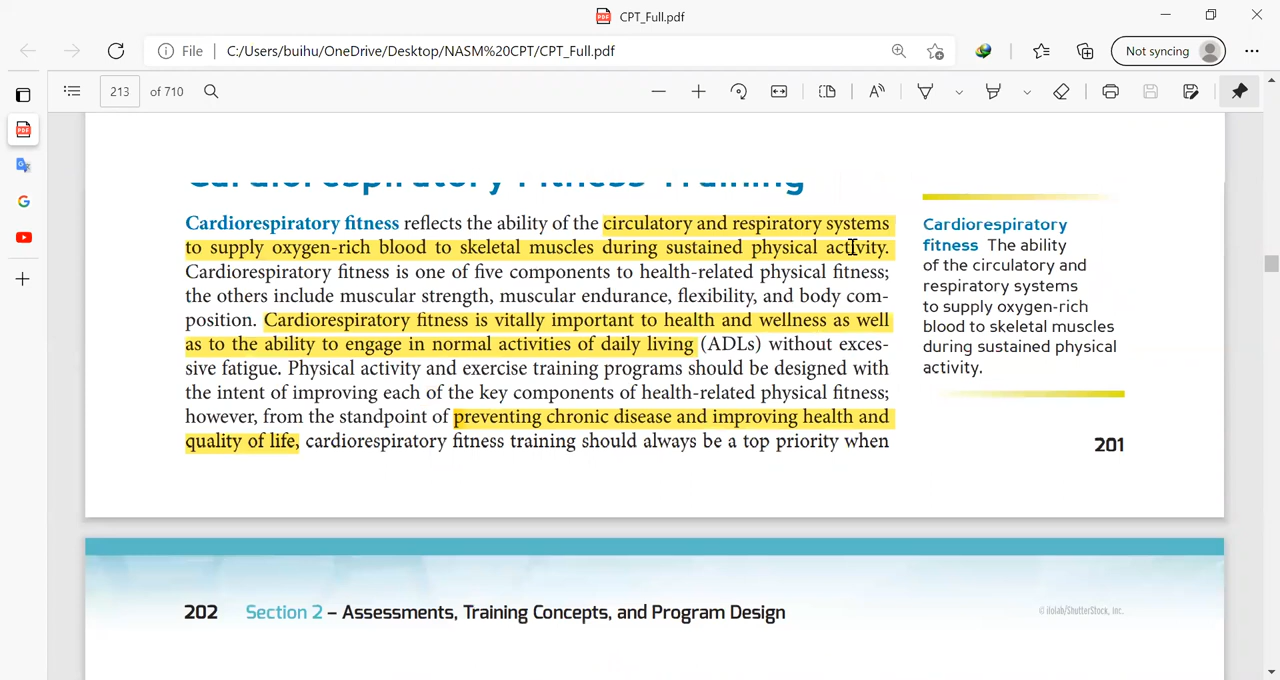 CPT_Full.pdf
File
C:/Users/buihu/OneDrive/Desktop/NASM%20CPT/CPT_Full.pdf
Not syncing
213 of 710
Cardiorespiratory Fitness Training
Cardiorespiratory fitness reflects the ability of the circulatory and respiratory systems
to supply oxygen-rich blood to skeletal muscles during sustained physical activity.
Cardiorespiratory fitness is one of five components to health-related physical fitness;
the others include muscular strength, muscular endurance, flexibility, and body com-
position. Cardiorespiratory fitness is vitally important to health and wellness as well
as to the ability to engage in normal activities of daily living (ADLs) without exces-
sive fatigue. Physical activity and exercise training programs should be designed with
the intent of improving each of the key components of health-related physical fitness;
however, from the standpoint of preventing chronic disease and improving health and
quality of life, cardiorespiratory fitness training should always be a top priority when
Cardiorespiratory
fitness The ability
of the circulatory and
respiratory systems
to supply oxygen-rich
blood to skeletal muscles
during sustained physical
activity.
201
202 Section 2 – Assessments, Training Concepts, and Program Design
© ifolab/ShutterStock, Inc.